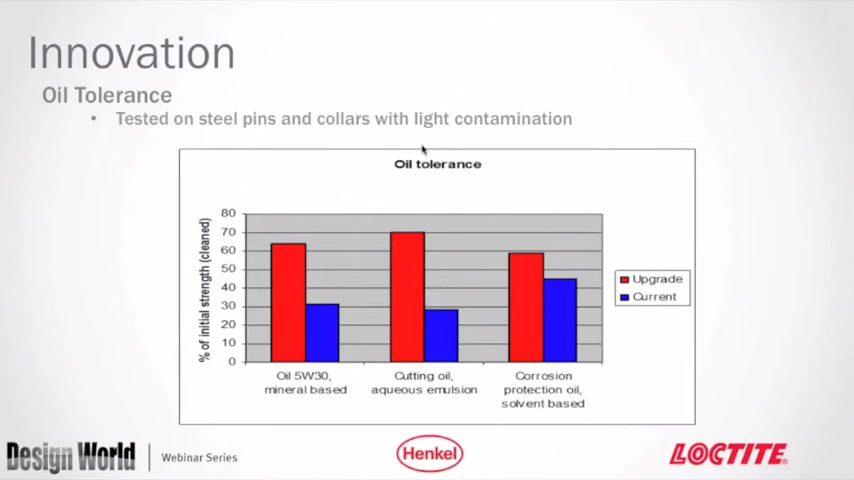 Innovation
Oil Tolerance
• Tested on steel pins and collars with light contamination
Oil tolerance
% of initial strength (cleaned)
80
70
60
50
40
30
20
10
0
Upgrade
Current
Oil 5W30,
mineral based
Cutting oil,
aqueous emulsion
Corrosion
protection oil,
solvent based
Design World
Webinar Series
Henkel
LOCTITE®